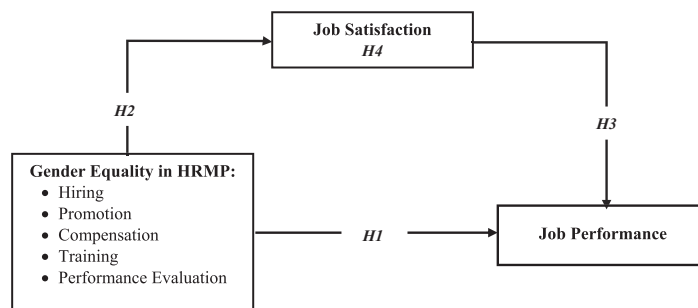 Job Satisfaction
H4
H2
H3
Gender Equality in HRMP:
• Hiring
• Promotion
• Compensation
• Training
• Performance Evaluation
H1
Job Performance